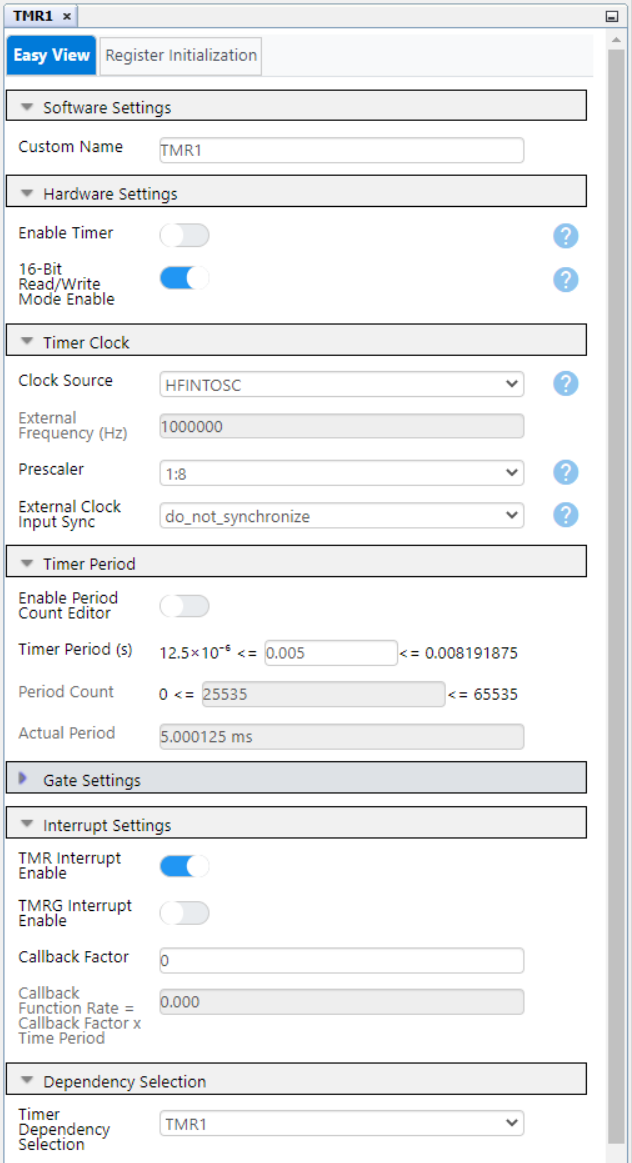 TMR1 ×
Easy View Register Initialization
Software Settings
Custom Name TMR1
Hardware Settings
Enable Timer ?
16-Bit
Read/Write
Mode Enable ?
Timer Clock
Clock Source HFINTOSC ?
External
Frequency (Hz) 1000000
Prescaler 1:8 ?
External Clock
Input Sync do_not_synchronize ?
Timer Period
Enable Period
Count Editor
Timer Period (s) 12.5×10⁻⁶ <= 0.005 <= 0.008191875
Period Count 0 <= 25535 <= 65535
Actual Period 5.000125 ms
Gate Settings
Interrupt Settings
TMR Interrupt
Enable
TMRG Interrupt
Enable
Callback Factor 0
Callback
Function Rate =
Callback Factor x
Time Period 0.000
Dependency Selection
Timer
Dependency
Selection TMR1